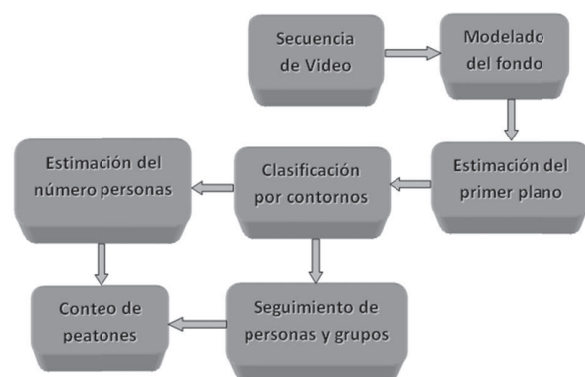 Secuencia
de Video
Modelado
del fondo
Estimación del
primer plano
Clasificación
por contornos
Estimación del
número personas
Seguimiento de
personas y grupos
Conteo de
peatones